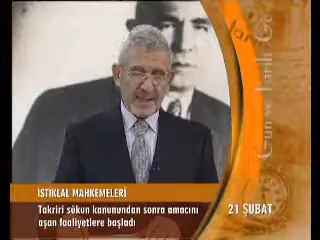 İSTİKLAL MAHKEMELERİ
Takriri sükun kanunundan sonra amacını
aşan faaliyetlere başladı
21 ŞUBAT